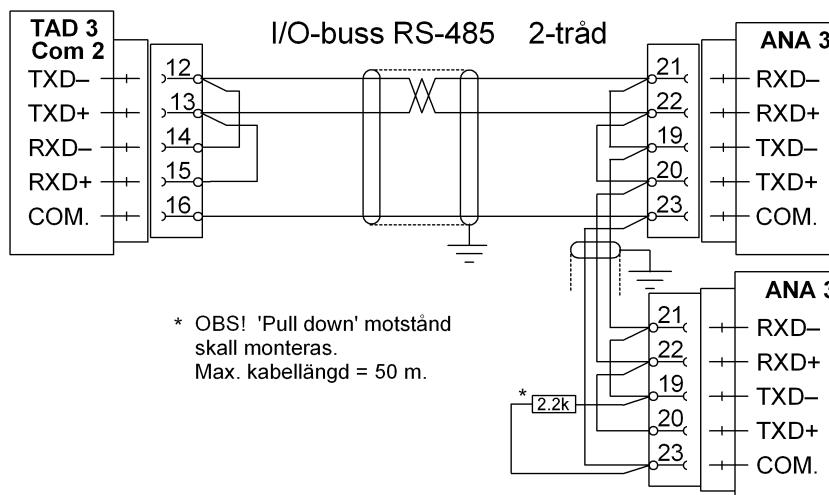 I/O-buss RS-485 2-tråd
TAD 3
Com 2
TXD–
TXD+
RXD–
RXD+
COM.
12
13
14
15
16
21
22
19
20
23
ANA 3
RXD–
RXD+
TXD–
TXD+
COM.
* OBS! 'Pull down' motstånd
skall monteras.
Max. kabellängd = 50 m.
* 2.2k
21
22
19
20
23
ANA 3
RXD–
RXD+
TXD–
TXD+
COM.